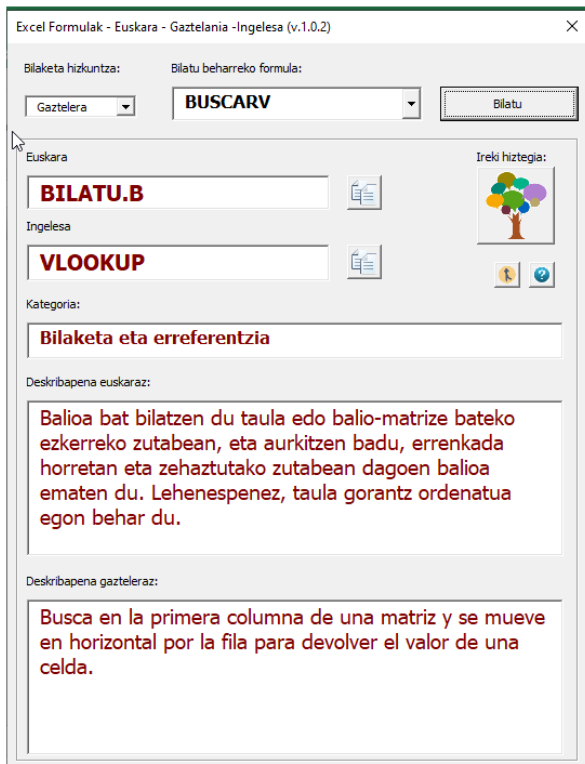 Excel Formulak - Euskara - Gaztelania -Ingelesa (v.1.0.2)
Bilaketa hizkuntza:
Bilatu beharreko formula:
Gaztelera
BUSCARV
Bilatu
Euskara
Ireki hiztegia:
BILATU.B
Ingelesa
VLOOKUP
?
Kategoria:
Bilaketa eta erreferentzia
Deskribapena euskaraz:
Balioa bat bilatzen du taula edo balio-matrize bateko
ezkerreko zutabean, eta aurkitzen badu, errenkada
horretan eta zehaztutako zutabean dagoen balioa
ematen du. Lehenespenez, taula gorantz ordenatua
egon behar du.
Deskribapena gazteleraz:
Busca en la primera columna de una matriz y se mueve
en horizontal por la fila para devolver el valor de una
celda.